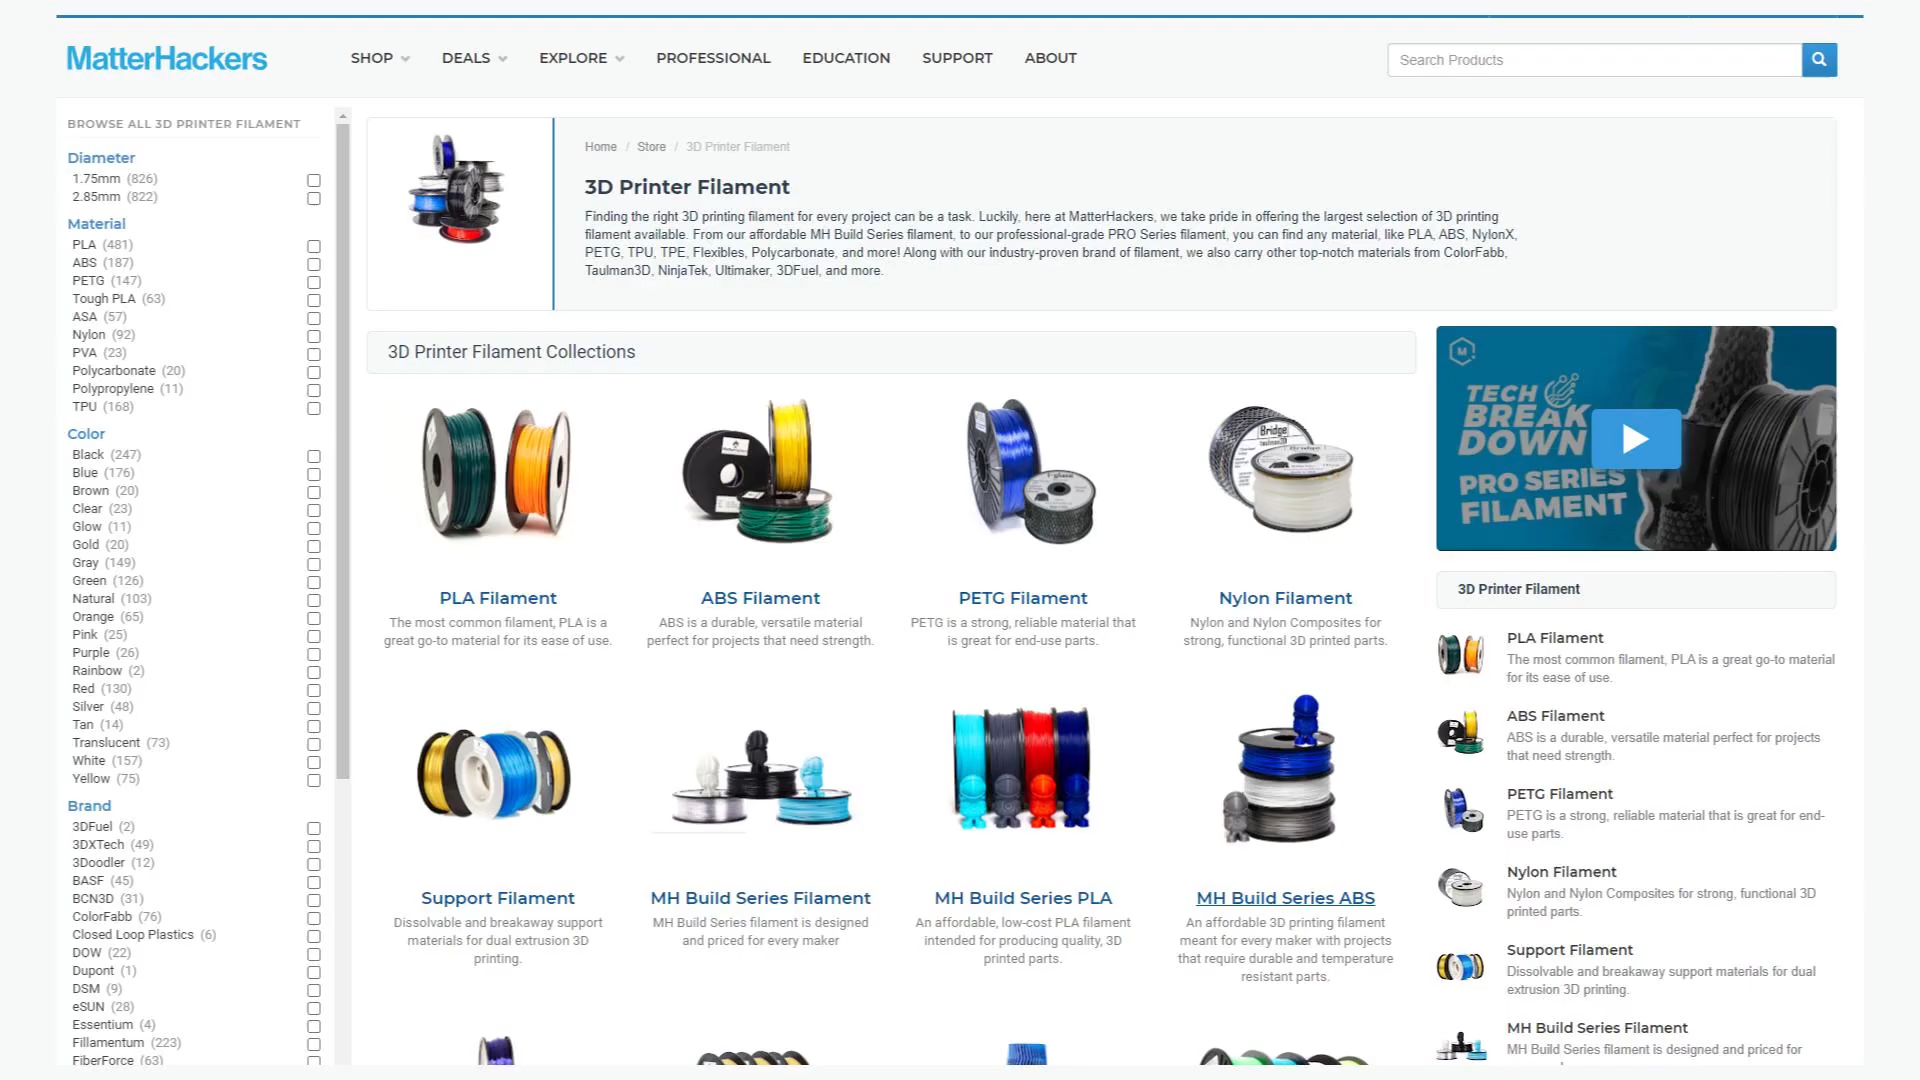 MatterHackers
SHOP
DEALS
EXPLORE
PROFESSIONAL
EDUCATION
SUPPORT
ABOUT
Search Products
BROWSE ALL 3D PRINTER FILAMENT
Diameter
1.75mm (826)
2.85mm (822)
Material
PLA (481)
ABS (187)
PETG (147)
Tough PLA (63)
ASA (57)
Nylon (92)
PVA (23)
Polycarbonate (20)
Polypropylene (11)
TPU (168)
Color
Black (247)
Blue (176)
Brown (20)
Clear (23)
Glow (11)
Gold (20)
Gray (149)
Green (126)
Natural (103)
Orange (65)
Pink (25)
Purple (26)
Rainbow (2)
Red (130)
Silver (48)
Tan (14)
Translucent (73)
White (157)
Yellow (75)
Brand
3DFuel (2)
3DXTech (49)
3Doodler (12)
BASF (45)
BCN3D (31)
ColorFabb (76)
Closed Loop Plastics (6)
DOW (22)
Dupont (1)
DSM (9)
eSUN (28)
Essentium (4)
Fillamentum (223)
FiberForce (63)
Home / Store / 3D Printer Filament
3D Printer Filament
Finding the right 3D printing filament for every project can be a task. Luckily, here at MatterHackers, we take pride in offering the largest selection of 3D printing
filament available. From our affordable MH Build Series filament, to our professional-grade PRO Series filament, you can find any material, like PLA, ABS, NylonX,
PETG, TPU, TPE, Flexibles, Polycarbonate, and more! Along with our industry-proven brand of filament, we also carry other top-notch materials from ColorFabb,
Taulman3D, NinjaTek, Ultimaker, 3DFuel, and more.
3D Printer Filament Collections
Bridge
taulman3D
Bridge
PLA Filament
The most common filament, PLA is a
great go-to material for its ease of use.
ABS Filament
ABS is a durable, versatile material
perfect for projects that need strength.
PETG Filament
PETG is a strong, reliable material that
is great for end-use parts.
Nylon Filament
Nylon and Nylon Composites for
strong, functional 3D printed parts.
Support Filament
Dissolvable and breakaway support
materials for dual extrusion 3D
printing.
MH Build Series Filament
MH Build Series filament is designed
and priced for every maker
MH Build Series PLA
An affordable, low-cost PLA filament
intended for producing quality, 3D
printed parts.
MH Build Series ABS
An affordable 3D printing filament
meant for every maker with projects
that require durable and temperature
resistant parts.
M
TECH
BREAK
DOWN
PRO SERIES
FILAMENT
3D Printer Filament
PLA Filament
The most common filament, PLA is a great go-to material
for its ease of use.
ABS Filament
ABS is a durable, versatile material perfect for projects
that need strength.
PETG Filament
PETG is a strong, reliable material that is great for end-
use parts.
Nylon Filament
Nylon and Nylon Composites for strong, functional 3D
printed parts.
Support Filament
Dissolvable and breakaway support materials for dual
extrusion 3D printing.
MH Build Series Filament
MH Build Series filament is designed and priced for